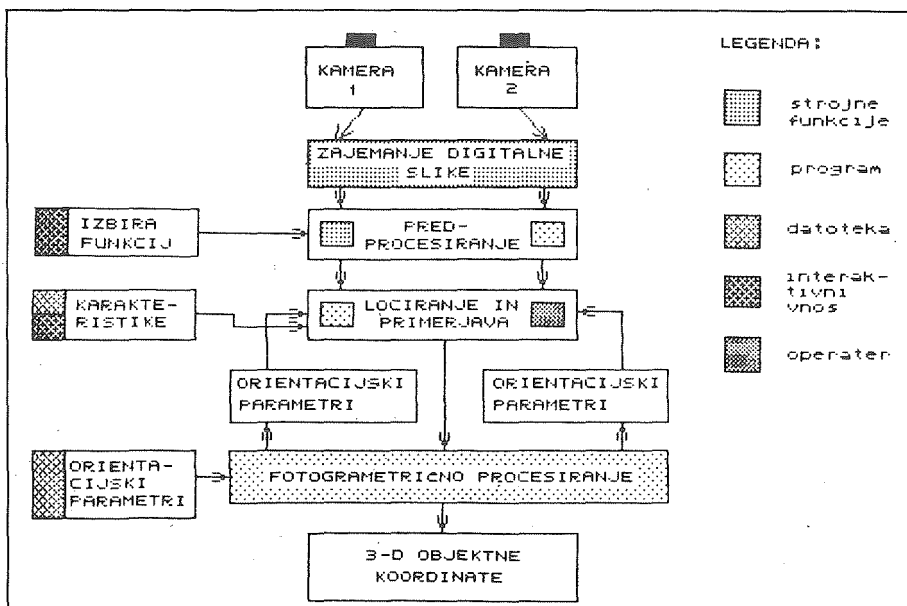 KAMERA
1
KAMERA
2
LEGENDA:
strojne
funkcije
program
datoteka
interak-
tivni
vnos
operater
ZAJEMANJE DIGITALNE
SLIKE
IZBIRA
FUNKCIJ
PRED-
PROCESIRANJE
KARAKTE-
RISTIKE
LOCIRANJE IN
PRIMERJAVA
ORIENTACIJSKI
PARAMETRI
ORIENTACIJSKI
PARAMETRI
ORIENTA-
CIJSKI
PARAMETRI
FOTOGRAMETRIČNO PROCESIRANJE
3-D OBJEKTNE
KOORDINATE